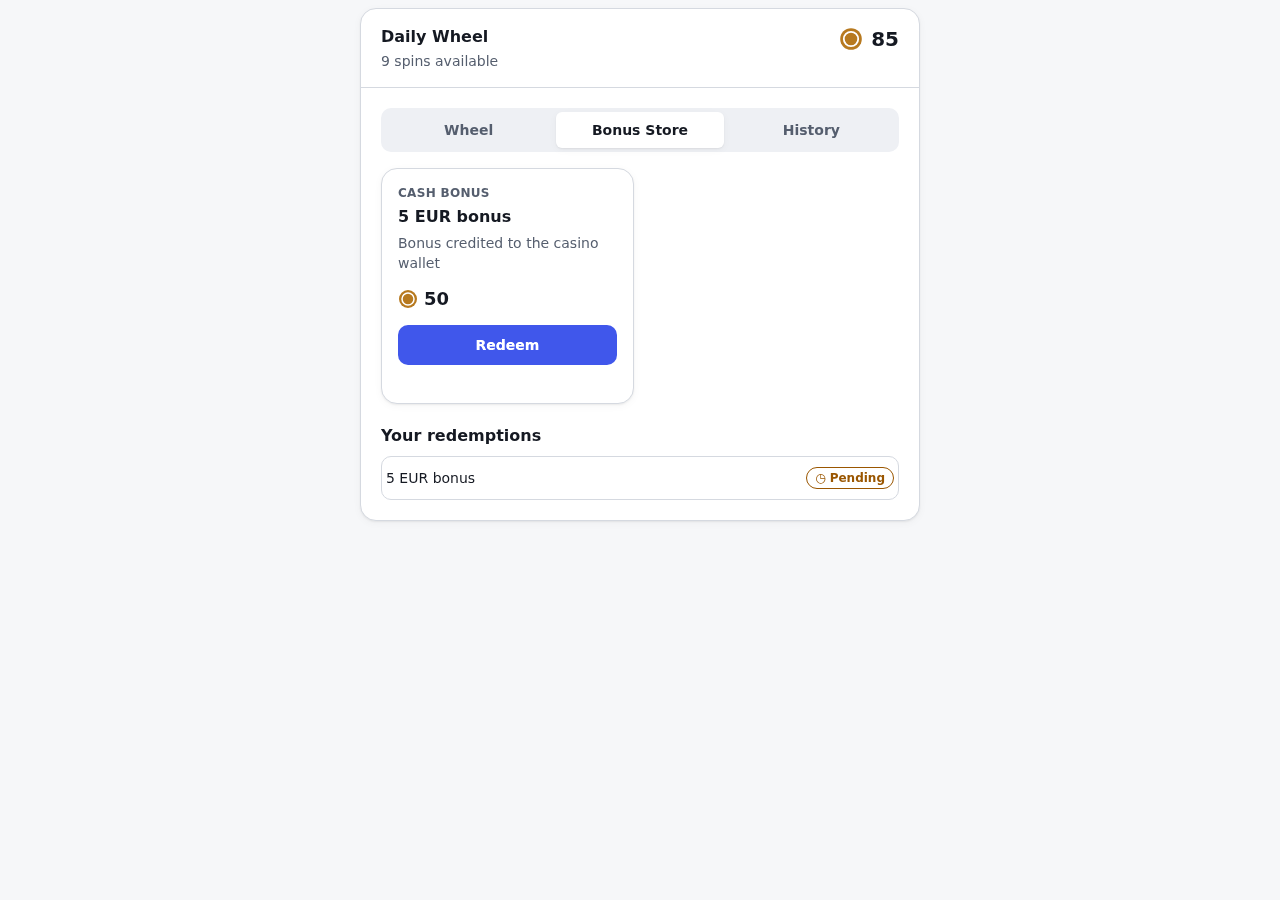 Daily Wheel
85
9 spins available
Wheel
Bonus Store
History
CASH BONUS
5 EUR bonus
Bonus credited to the casino
wallet
50
Redeem
Your redemptions
5 EUR bonus
Pending